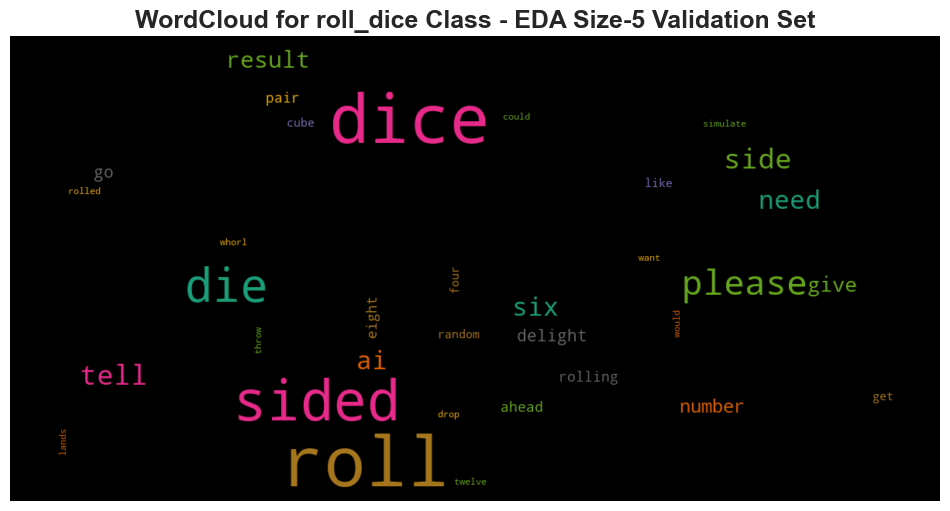 WordCloud for roll_dice Class - EDA Size-5 Validation Set
result
pair
cube
dice
could
simulate
side
go
rolled
like
need
whorl
want
die
four
please
give
eight
six
would
throw
random
delight
ai
tell
rolling
sided
ahead
number
get
drop
lands
roll
twelve